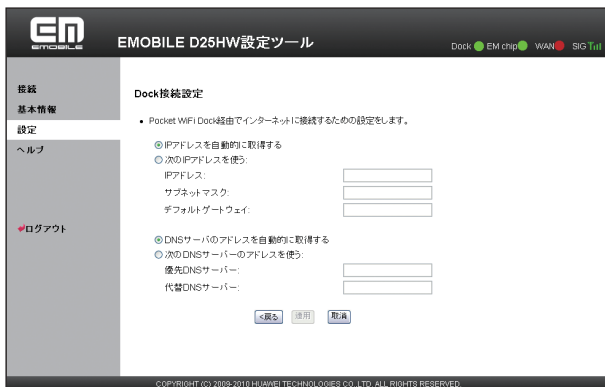 EM
EMOBILE
EMOBILE D25HW設定ツール
Dock EM chip WAN SIG
接続
基本情報
設定
ヘルプ
ログアウト
Dock接続設定
• Pocket WiFi Dock経由でインターネットに接続するための設定をします。
IPアドレスを自動的に取得する
次のIPアドレスを使う:
IPアドレス:
サブネットマスク:
デフォルトゲートウェイ:
DNSサーバのアドレスを自動的に取得する
次のDNSサーバーのアドレスを使う:
優先DNSサーバー:
代替DNSサーバー:
<戻る 適用 取消
COPYRIGHT (C) 2009-2010 HUAWEI TECHNOLOGIES CO.,LTD. ALL RIGHTS RESERVED.